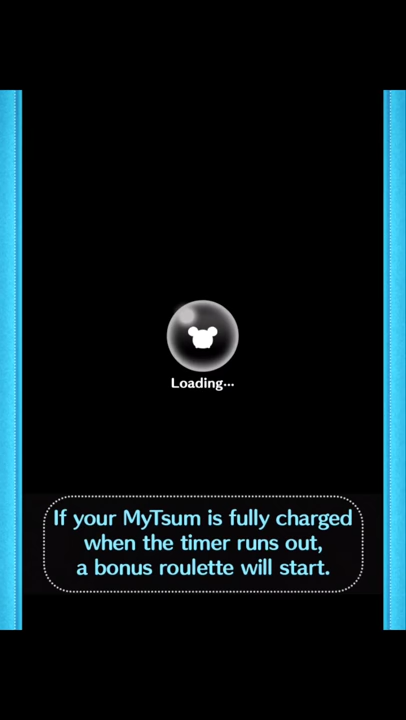 Loading...
If your MyTsum is fully charged
when the timer runs out,
a bonus roulette will start.